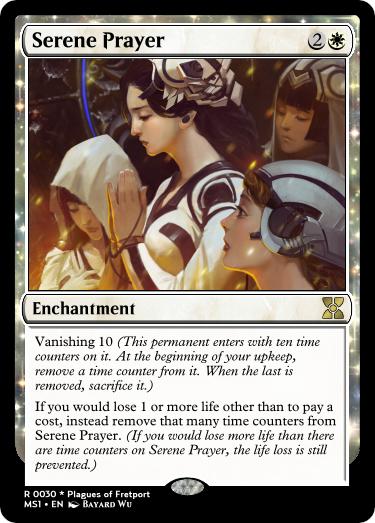 Serene Prayer 2
Enchantment
Vanishing 10 (This permanent enters with ten time
counters on it. At the beginning of your upkeep,
remove a time counter from it. When the last is
removed, sacrifice it.)
If you would lose 1 or more life other than to pay a
cost, instead remove that many time counters from
Serene Prayer. (If you would lose more life than there
are time counters on Serene Prayer, the life loss is still
prevented.)
R 0030 * Plagues of Fretport
MS1 • EN Bayard Wu